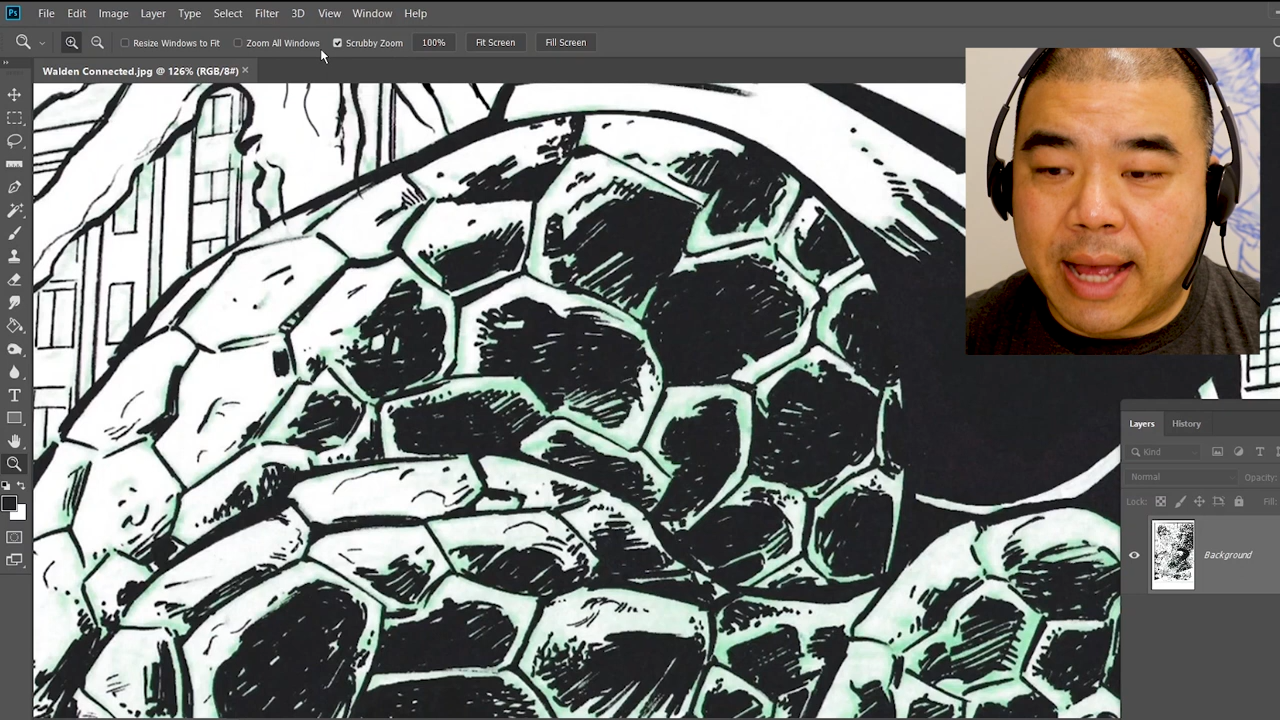 Ps File Edit Image Layer Type Select Filter 3D View Window Help
Resize Windows to Fit Zoom All Windows Scrubby Zoom 100% Fit Screen Fill Screen
Walden Connected.jpg @ 126% (RGB/8#) ×
Layers History
Kind
Normal Opacity:
Lock: Fill:
Background